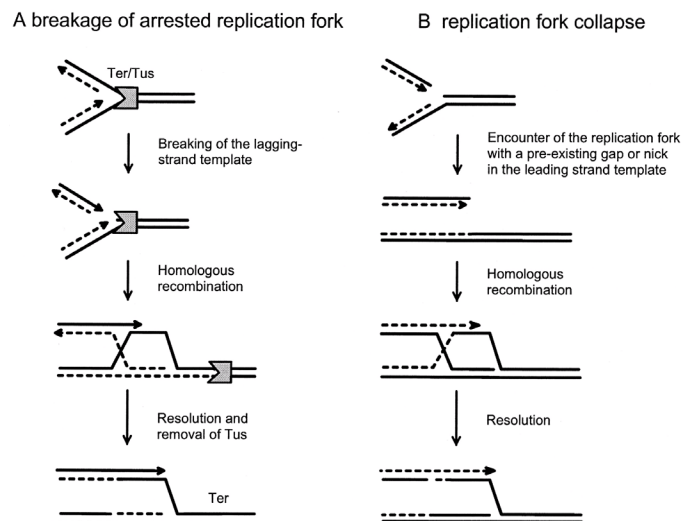 A breakage of arrested replication fork
B replication fork collapse
Ter/Tus
Breaking of the lagging-
strand template
Encounter of the replication fork
with a pre-existing gap or nick
in the leading strand template
Homologous
recombination
Homologous
recombination
Resolution and
removal of Tus
Resolution
Ter